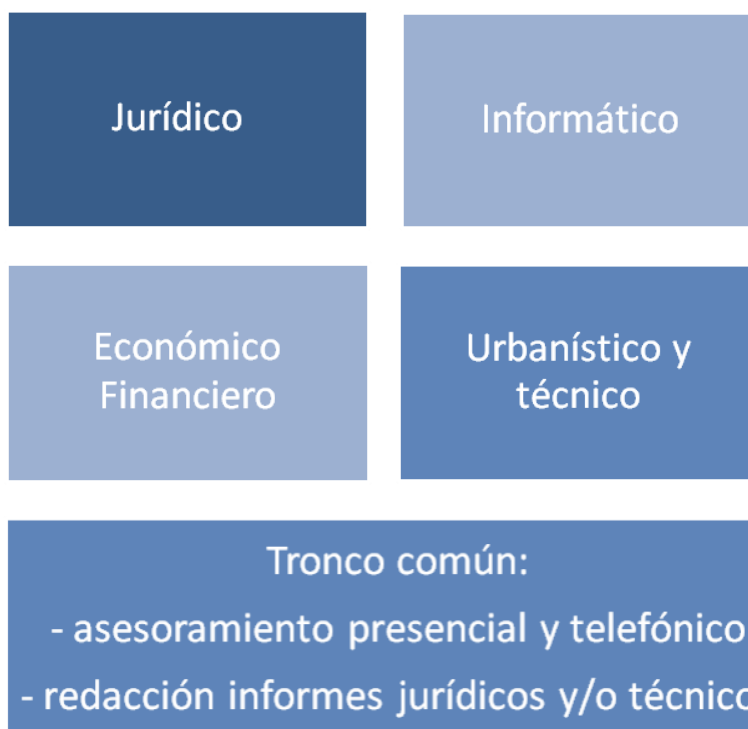 Jurídico
Informático
Económico
Financiero
Urbanístico y
técnico
Tronco común:
- asesoramiento presencial y telefónico
- redacción informes jurídicos y/o